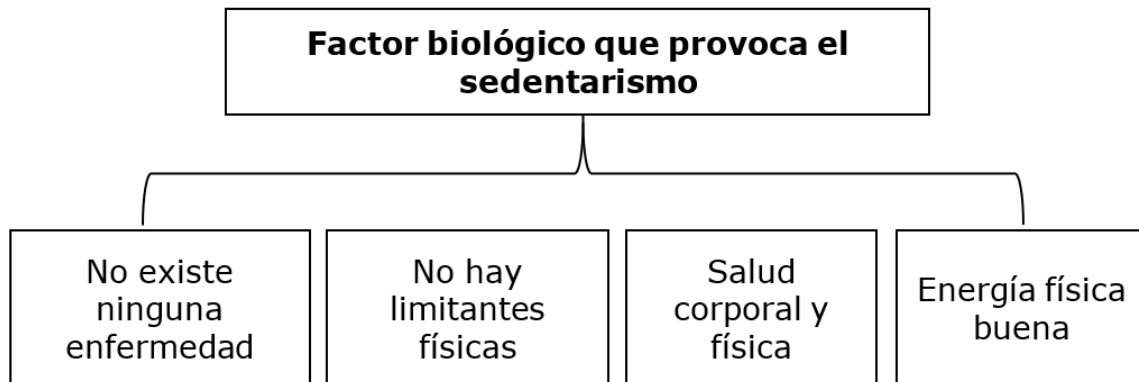 Factor biológico que provoca el
sedentarismo
No existe
ninguna
enfermedad
No hay
limitantes
físicas
Salud
corporal y
física
Energía física
buena